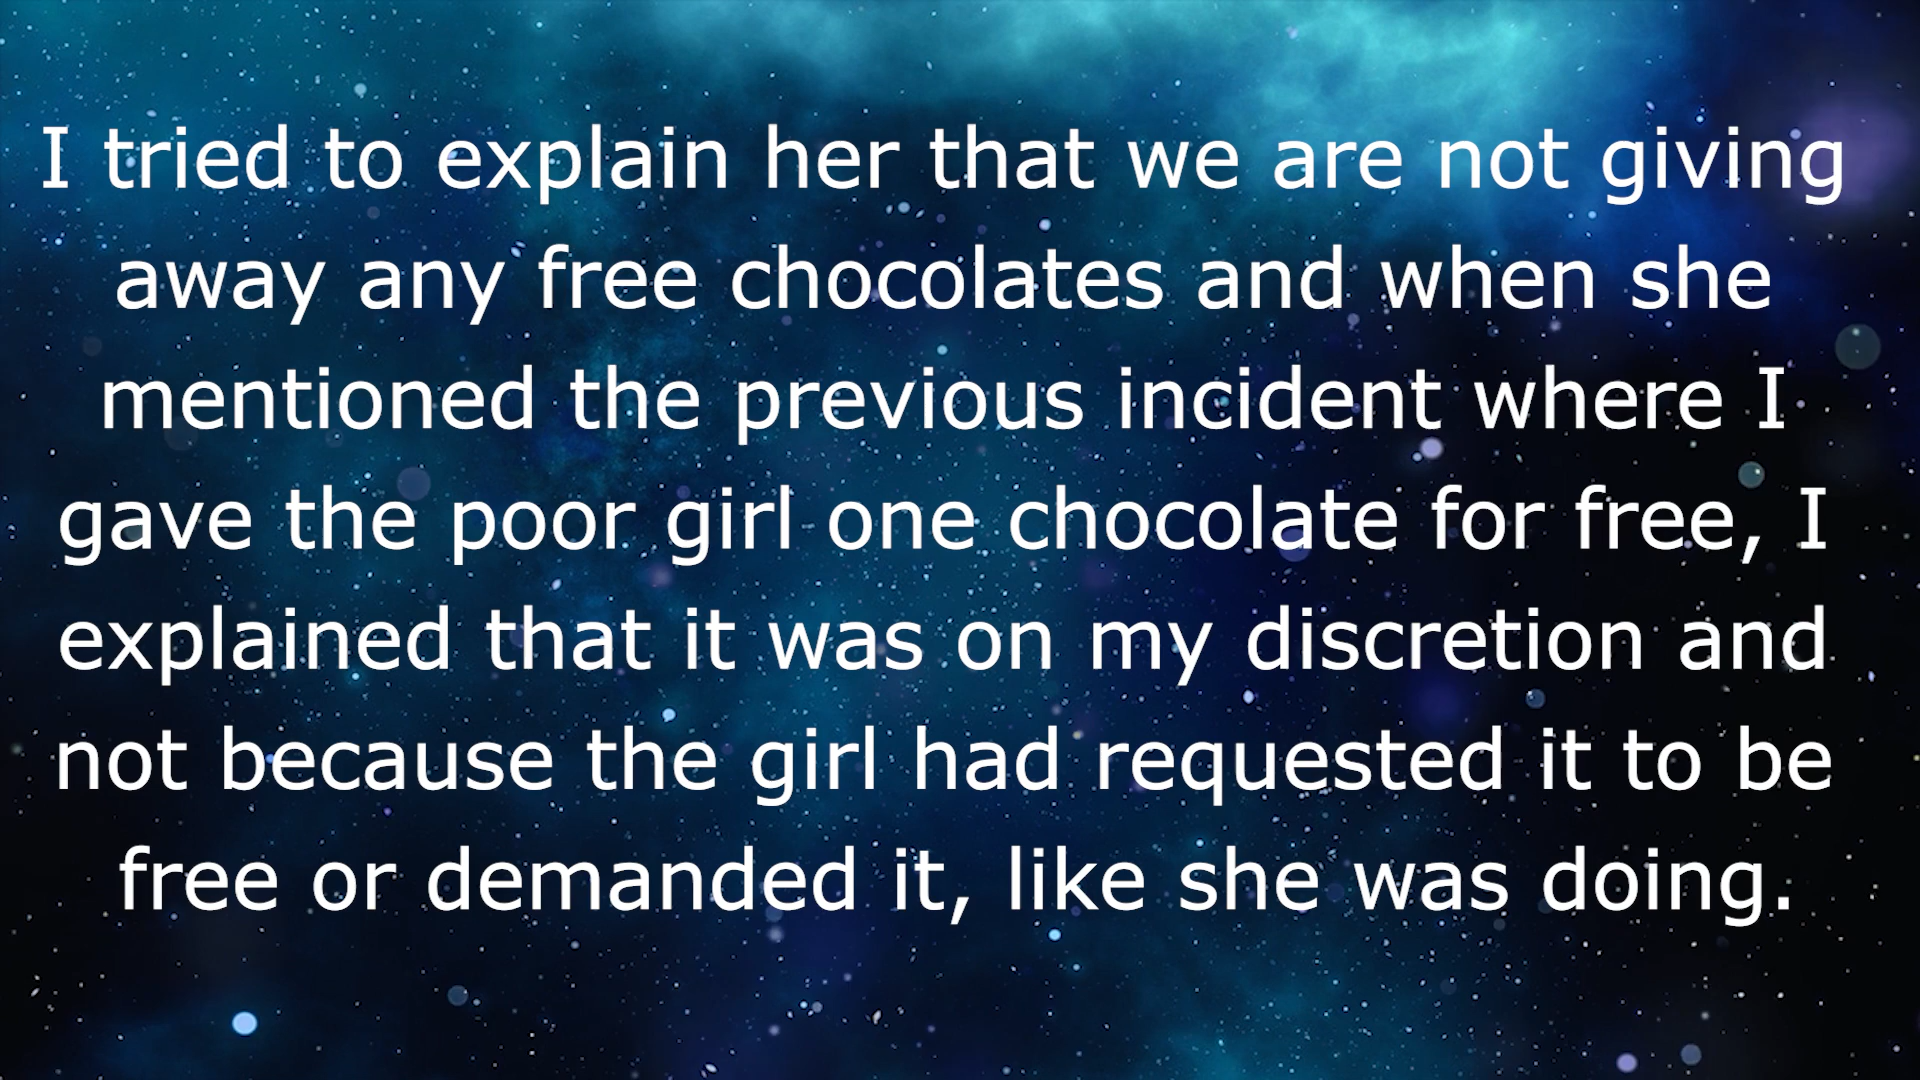 I tried to explain her that we are not giving
away any free chocolates and when she
mentioned the previous incident where I
gave the poor girl one chocolate for free, I
explained that it was on my discretion and
not because the girl had requested it to be
free or demanded it, like she was doing.